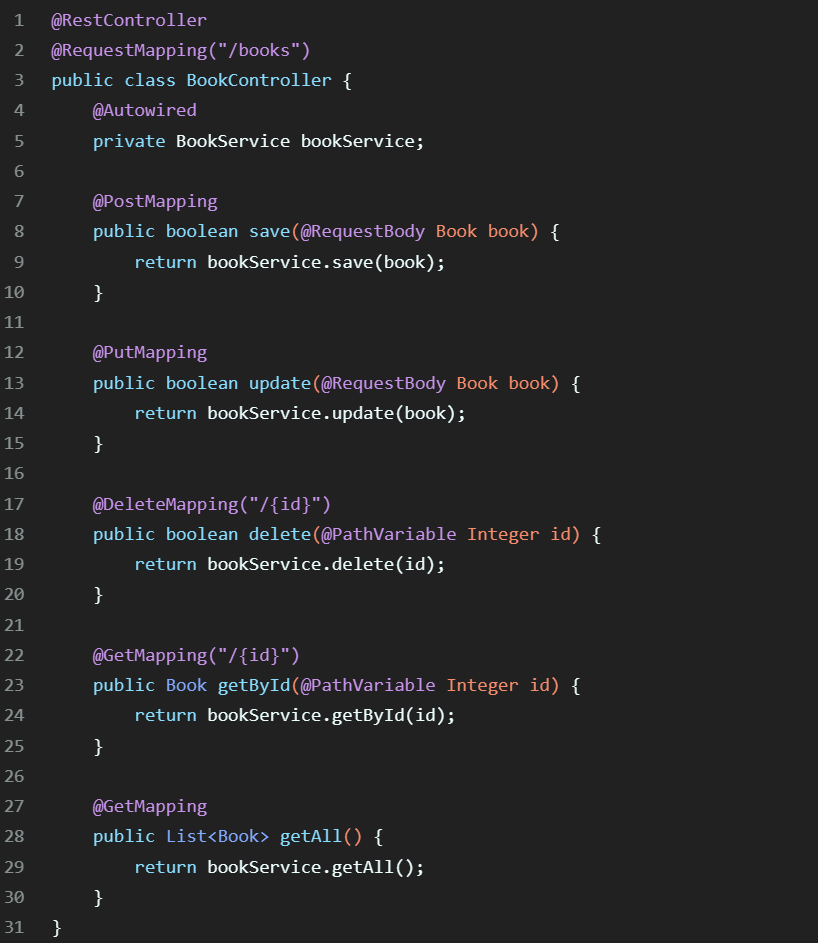 1 @RestController
2 @RequestMapping("/books")
3 public class BookController {
4     @Autowired
5     private BookService bookService;
6
7     @PostMapping
8     public boolean save(@RequestBody Book book) {
9         return bookService.save(book);
10     }
11
12     @PutMapping
13     public boolean update(@RequestBody Book book) {
14         return bookService.update(book);
15     }
16
17     @DeleteMapping("/{id}")
18     public boolean delete(@PathVariable Integer id) {
19         return bookService.delete(id);
20     }
21
22     @GetMapping("/{id}")
23     public Book getById(@PathVariable Integer id) {
24         return bookService.getById(id);
25     }
26
27     @GetMapping
28     public List<Book> getAll() {
29         return bookService.getAll();
30     }
31 }